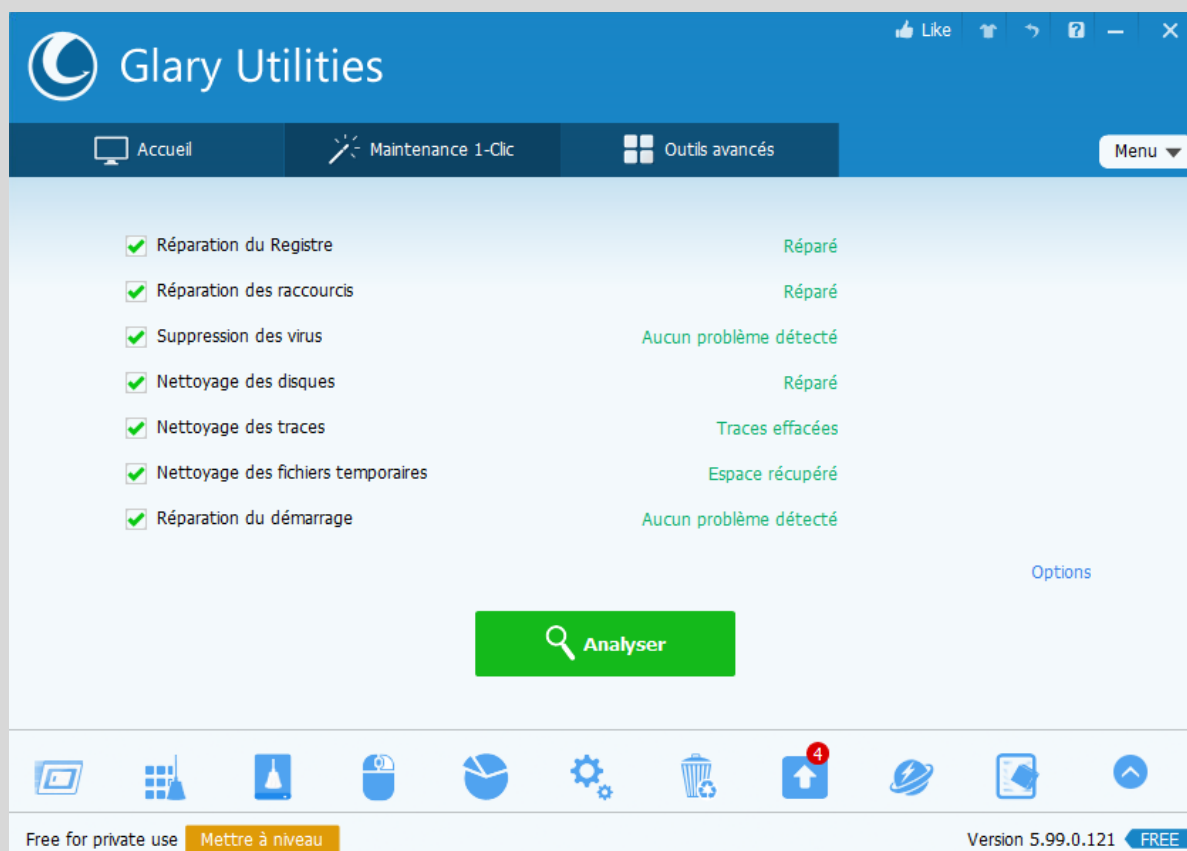 Like
Glary Utilities
Accueil
Maintenance 1-Clic
Outils avancés
Menu
Réparation du Registre Réparé
Réparation des raccourcis Réparé
Suppression des virus Aucun problème détecté
Nettoyage des disques Réparé
Nettoyage des traces Traces effacées
Nettoyage des fichiers temporaires Espace récupéré
Réparation du démarrage Aucun problème détecté
Options
Analyser
4
Free for private use Mettre à niveau Version 5.99.0.121 FREE